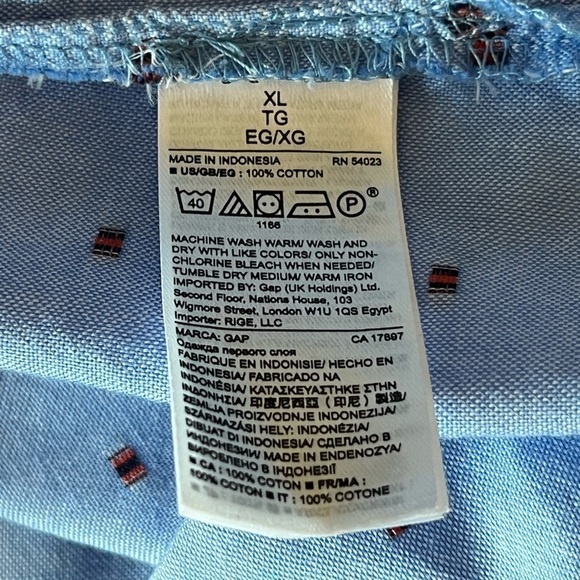 XL
TG
EG/XG
MADE IN INDONESIA RN 54023
■ US/GB/EG : 100% COTTON
40 P ®
1166
MACHINE WASH WARM/ WASH AND
DRY WITH LIKE COLORS/ ONLY NON-
CHLORINE BLEACH WHEN NEEDED/
TUMBLE DRY MEDIUM/ WARM IRON
IMPORTED BY: Gap (UK Holdings) Ltd.
Second Floor, Nations House, 103
Wigmore Street, London W1U 1QS Egypt
Importer: RIGE, LLC
MARCA: GAP CA 17897
Одежда первого слоя
FABRIQUE EN INDONISIE/ HECHO EN
INDONESIA/ FABRICADO NA
INDONÉSIA/ ΚΑΤΑΣΚΕΥΑΣΤΗΚΕ ΣΤΗΝ
ΙΝΔΟΝΗΣΙΑ/ 印度尼西亞 (印尼) 製造/
ZEMLJA PROIZVODNJE INDONEZIJA/
SZÁRMAZÁSI HELY: INDONÉZIA/
DIBUAT DI INDONESIA/ СДЕЛАНО В
ИНДОНЕЗИИ/ MADE IN ENDENOZYA/
ВИРОБЛЕНО В ІНДОНЕЗІЇ
■ CA : 100% COTON ■ FR/MA :
100% COTON ■ IT : 100% COTONE